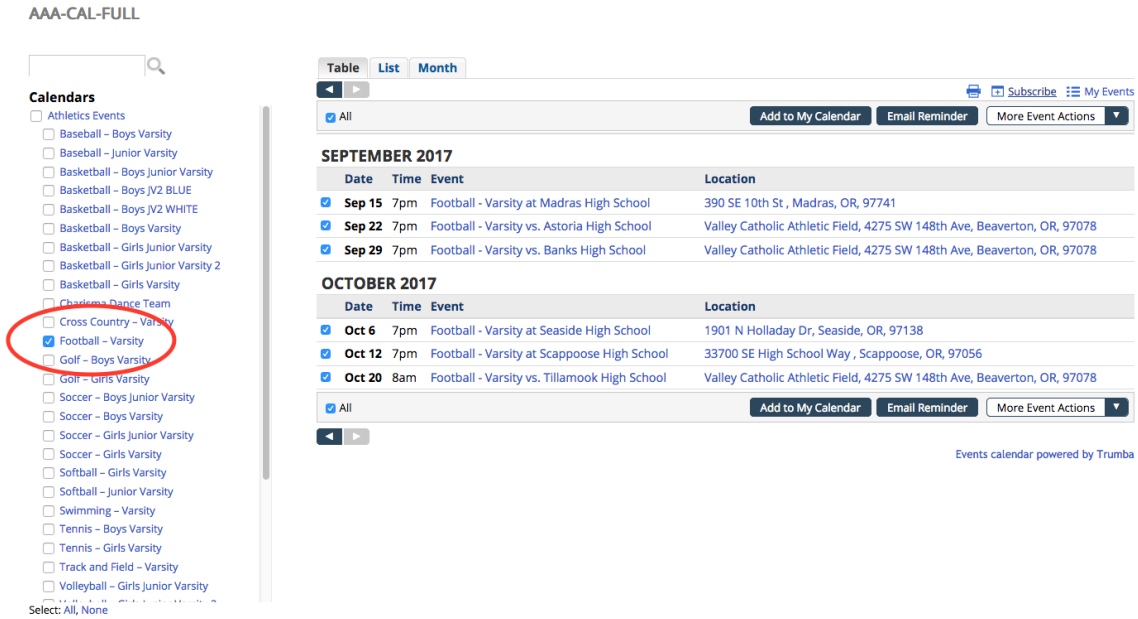 AAA-CAL-FULL
Calendars
Athletics Events
Baseball – Boys Varsity
Baseball – Junior Varsity
Basketball – Boys Junior Varsity
Basketball – Boys JV2 BLUE
Basketball – Boys JV2 WHITE
Basketball – Boys Varsity
Basketball – Girls Junior Varsity
Basketball – Girls Junior Varsity 2
Basketball – Girls Varsity
Charisma Dance Team
Cross Country – Varsity
Football – Varsity
Golf – Boys Varsity
Golf – Girls Varsity
Soccer – Boys Junior Varsity
Soccer – Boys Varsity
Soccer – Girls Junior Varsity
Soccer – Girls Varsity
Softball – Girls Varsity
Softball – Junior Varsity
Swimming – Varsity
Tennis – Boys Varsity
Tennis – Girls Varsity
Track and Field – Varsity
Volleyball – Girls Junior Varsity
Select: All, None
Table List Month
Subscribe My Events
All Add to My Calendar Email Reminder More Event Actions
SEPTEMBER 2017
Date Time Event Location
Sep 15 7pm Football - Varsity at Madras High School 390 SE 10th St , Madras, OR, 97741
Sep 22 7pm Football - Varsity vs. Astoria High School Valley Catholic Athletic Field, 4275 SW 148th Ave, Beaverton, OR, 97078
Sep 29 7pm Football - Varsity vs. Banks High School Valley Catholic Athletic Field, 4275 SW 148th Ave, Beaverton, OR, 97078
OCTOBER 2017
Date Time Event Location
Oct 6 7pm Football - Varsity at Seaside High School 1901 N Holladay Dr, Seaside, OR, 97138
Oct 12 7pm Football - Varsity at Scappoose High School 33700 SE High School Way , Scappoose, OR, 97056
Oct 20 8am Football - Varsity vs. Tillamook High School Valley Catholic Athletic Field, 4275 SW 148th Ave, Beaverton, OR, 97078
All Add to My Calendar Email Reminder More Event Actions
Events calendar powered by Trumba